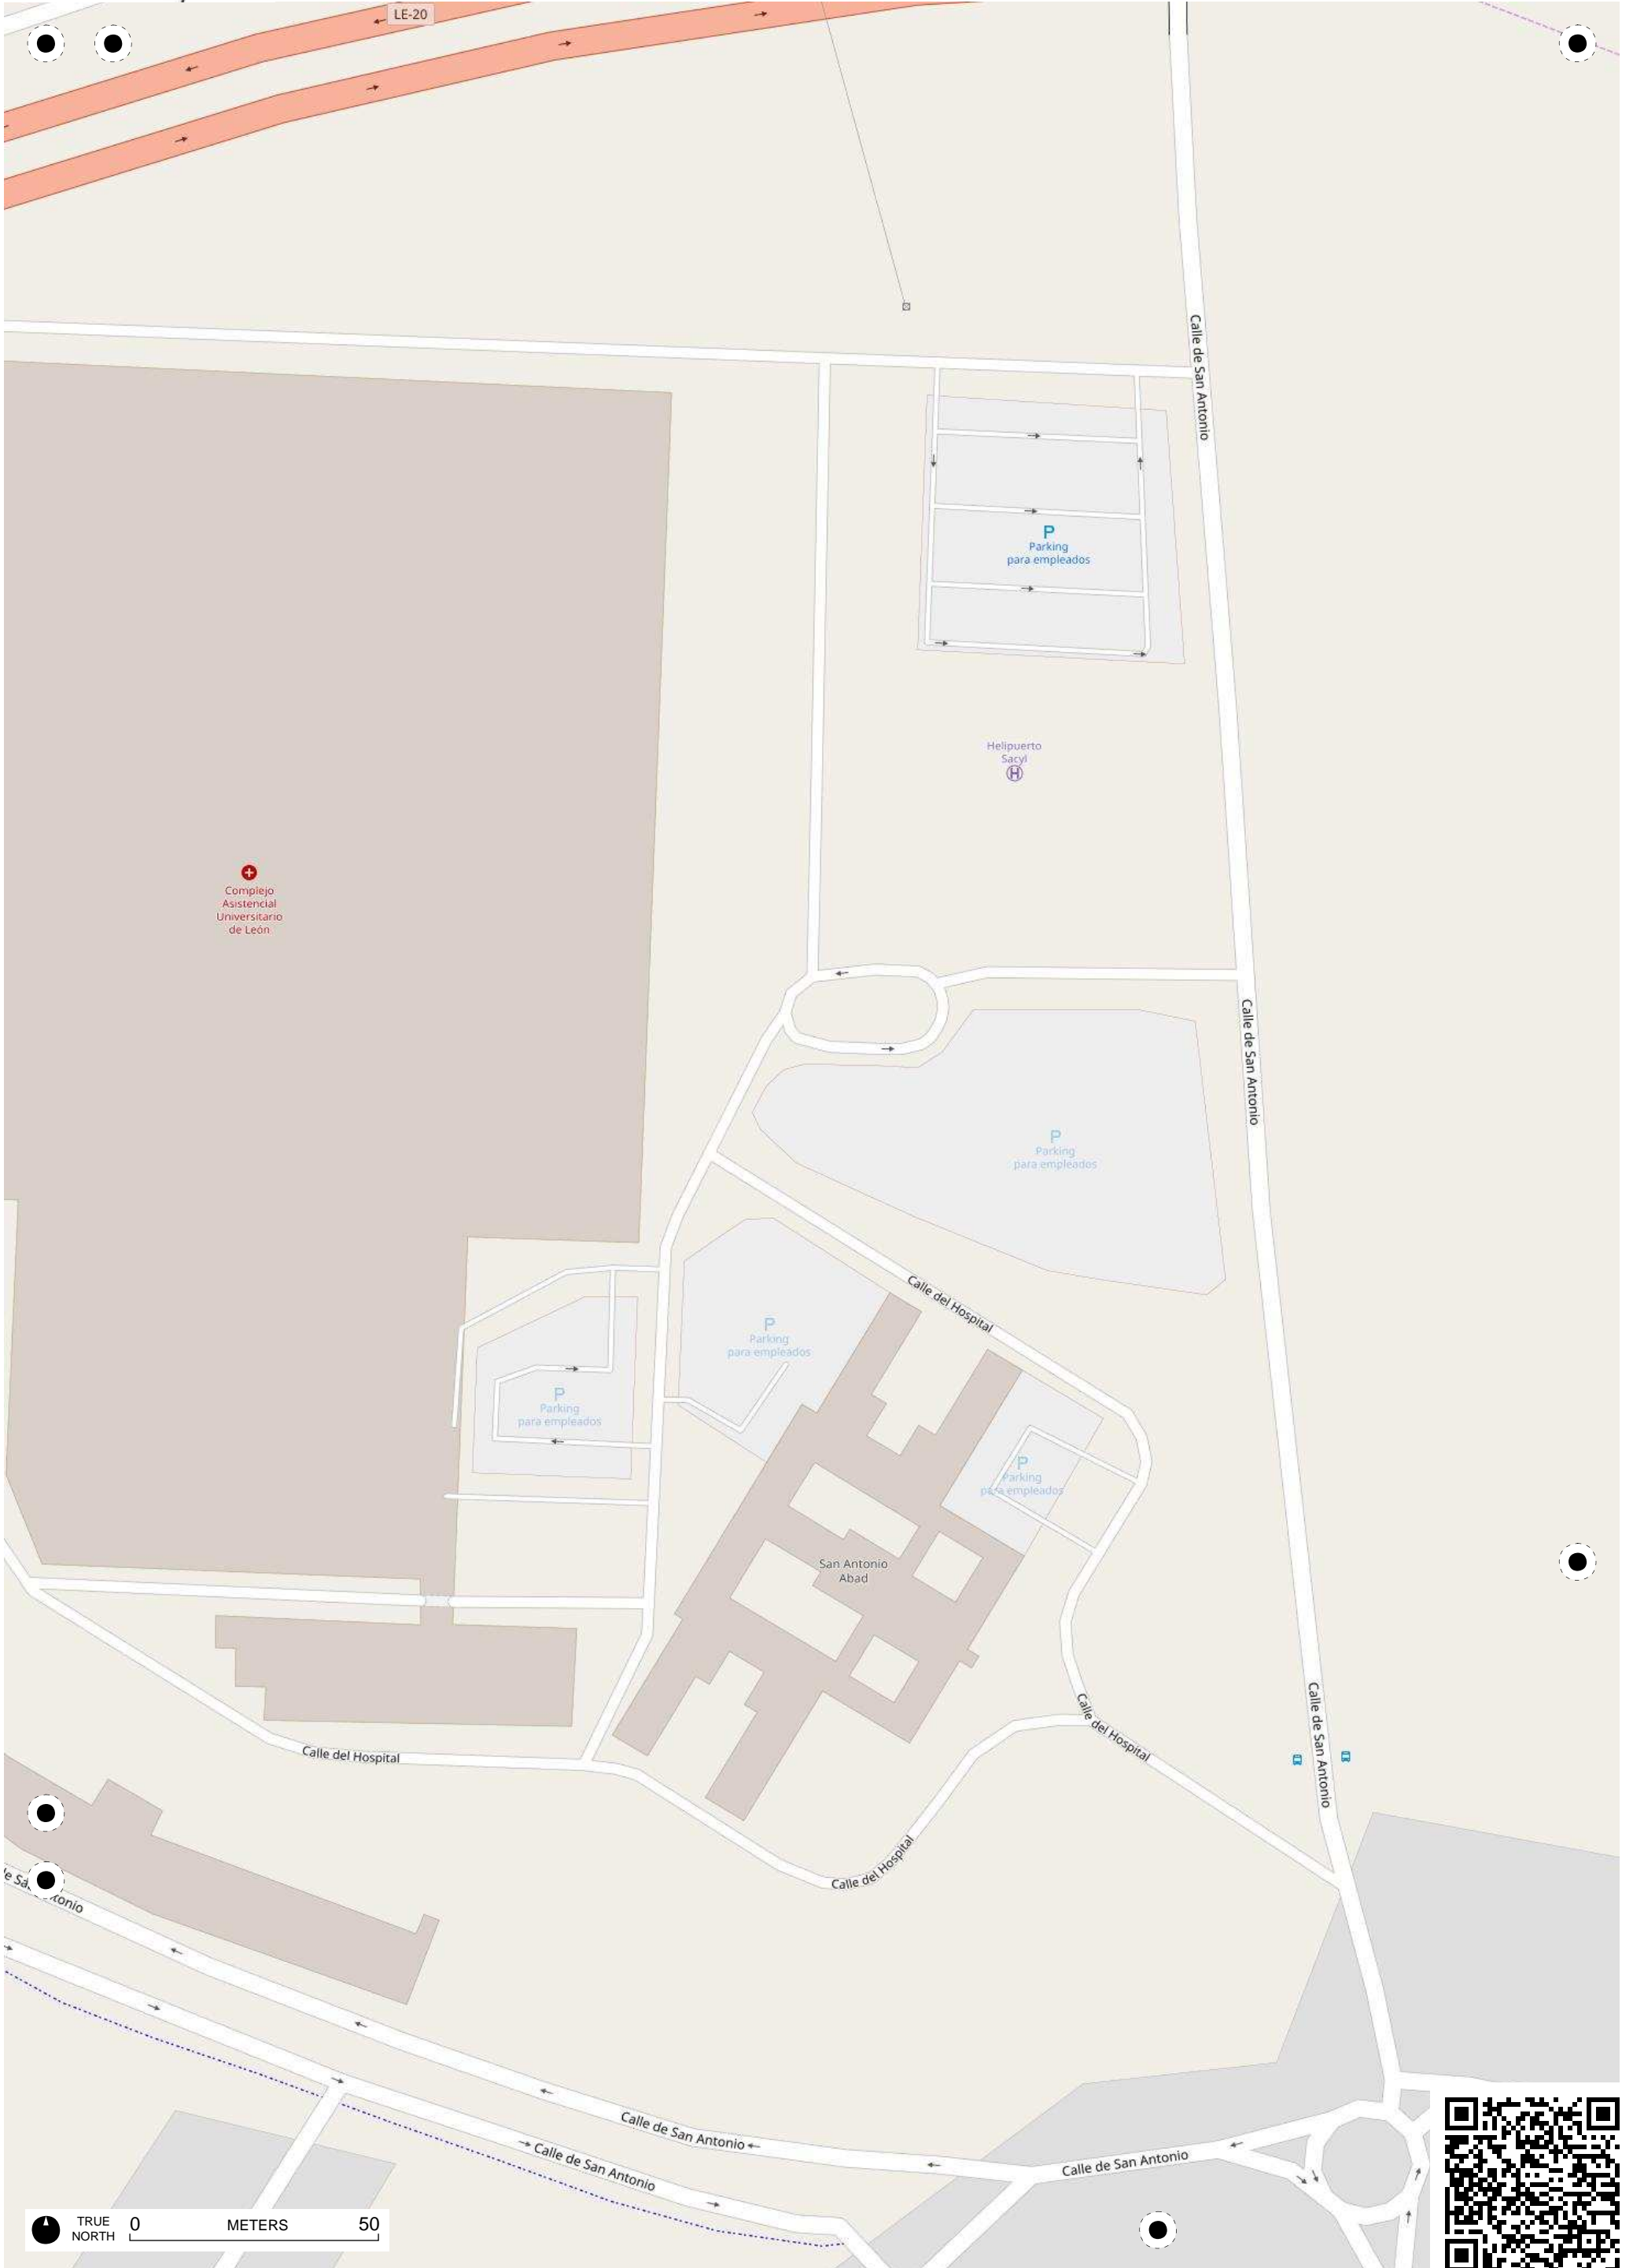 LE-20
Calle de San Antonio
P
Parking
para empleados
Helipuerto
Sacyl
H
Complejo
Asistencial
Universitario
de León
Calle de San Antonio
P
Parking
para empleados
Calle del Hospital
P
Parking
para empleados
P
Parking
para empleados
P
Parking
para empleados
San Antonio
Abad
Calle de San Antonio
Calle del Hospital
Calle del Hospital
Calle del Hospital
Calle de San Antonio
Calle de San Antonio
Calle de San Antonio
TRUE
NORTH
0 METERS 50